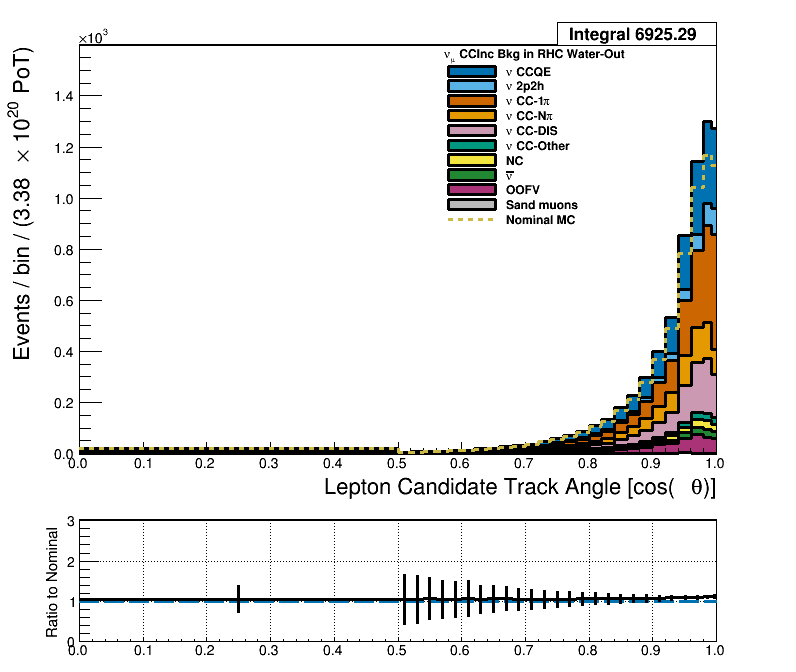 Integral 6925.29
×10³
ν_μ CCInc Bkg in RHC Water-Out
ν CCQE
ν 2p2h
ν CC-1π
ν CC-Nπ
ν CC-DIS
ν CC-Other
NC
ν̅
OOFV
Sand muons
Nominal MC
Events / bin / (3.38 × 10²⁰ PoT)
1.4
1.2
1.0
0.8
0.6
0.4
0.2
0.0
0.0 0.1 0.2 0.3 0.4 0.5 0.6 0.7 0.8 0.9 1.0
Lepton Candidate Track Angle [cos( θ)]
Ratio to Nominal
3
2
1
0
0.0 0.1 0.2 0.3 0.4 0.5 0.6 0.7 0.8 0.9 1.0